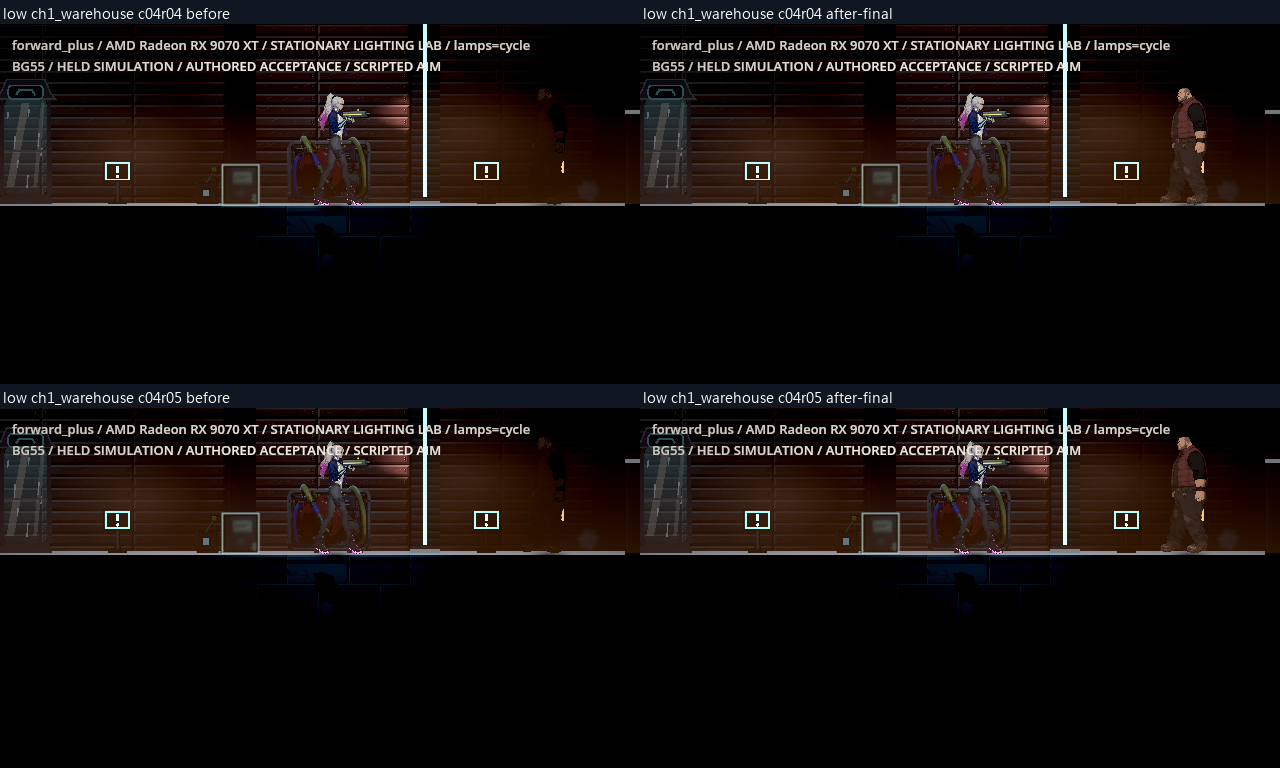 low ch1_warehouse c04r04 before
low ch1_warehouse c04r04 after-final
forward_plus / AMD Radeon RX 9070 XT / STATIONARY LIGHTING LAB / lamps=cycle
BG55 / HELD SIMULATION / AUTHORED ACCEPTANCE / SCRIPTED AIM
forward_plus / AMD Radeon RX 9070 XT / STATIONARY LIGHTING LAB / lamps=cycle
BG55 / HELD SIMULATION / AUTHORED ACCEPTANCE / SCRIPTED AIM
!
!
!
!
low ch1_warehouse c04r05 before
low ch1_warehouse c04r05 after-final
forward_plus / AMD Radeon RX 9070 XT / STATIONARY LIGHTING LAB / lamps=cycle
BG55 / HELD SIMULATION / AUTHORED ACCEPTANCE / SCRIPTED AIM
forward_plus / AMD Radeon RX 9070 XT / STATIONARY LIGHTING LAB / lamps=cycle
BG55 / HELD SIMULATION / AUTHORED ACCEPTANCE / SCRIPTED AIM
!
!
!
!